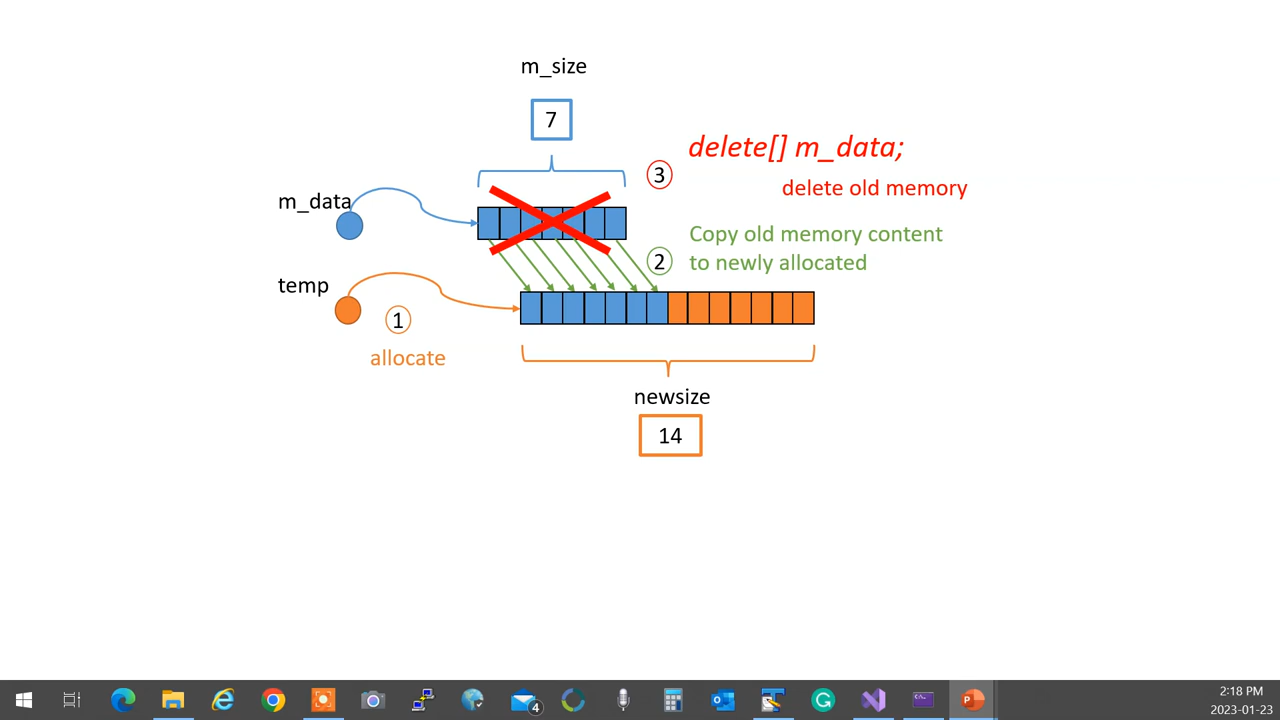 m_size
7
delete[] m_data;
3
delete old memory
m_data
Copy old memory content
2
to newly allocated
temp
1
allocate
newsize
14
4
2:18 PM
2023-01-23